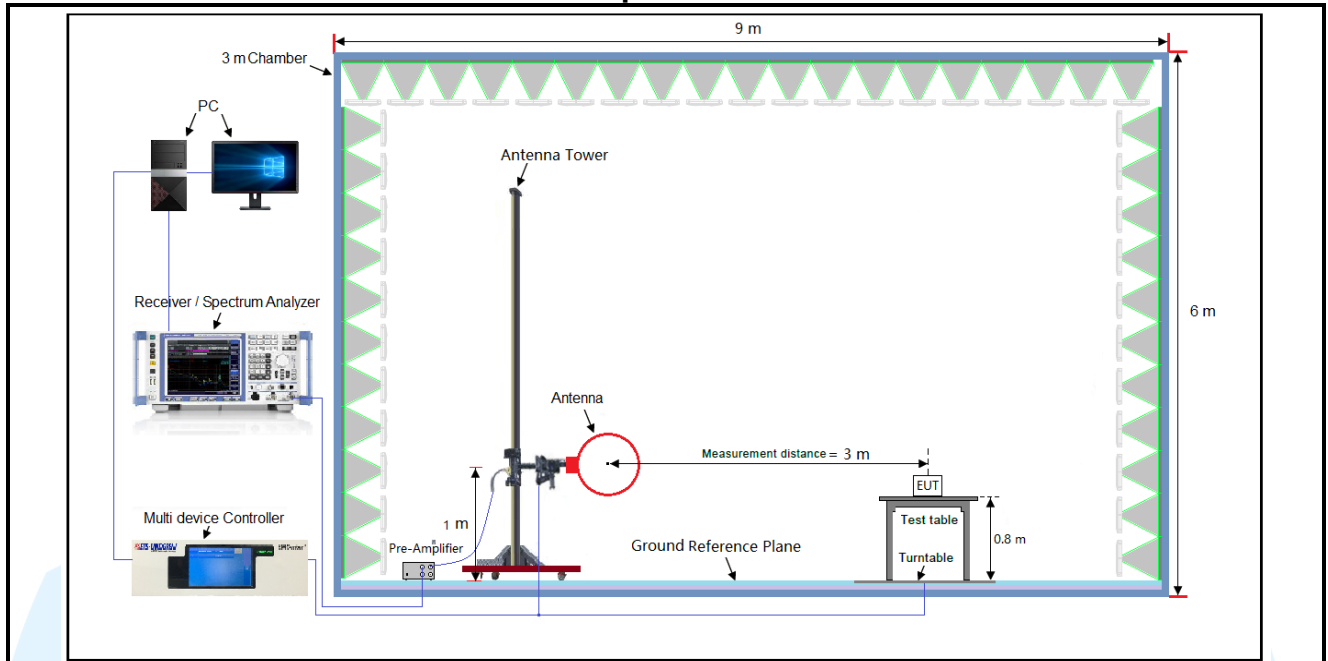 9 m
3 m Chamber
PC
Antenna Tower
Receiver / Spectrum Analyzer
6 m
Antenna
Measurement distance = 3 m
EUT
Multi device Controller
1 m
Test table
0.8 m
Pre-Amplifier
Ground Reference Plane
Turntable